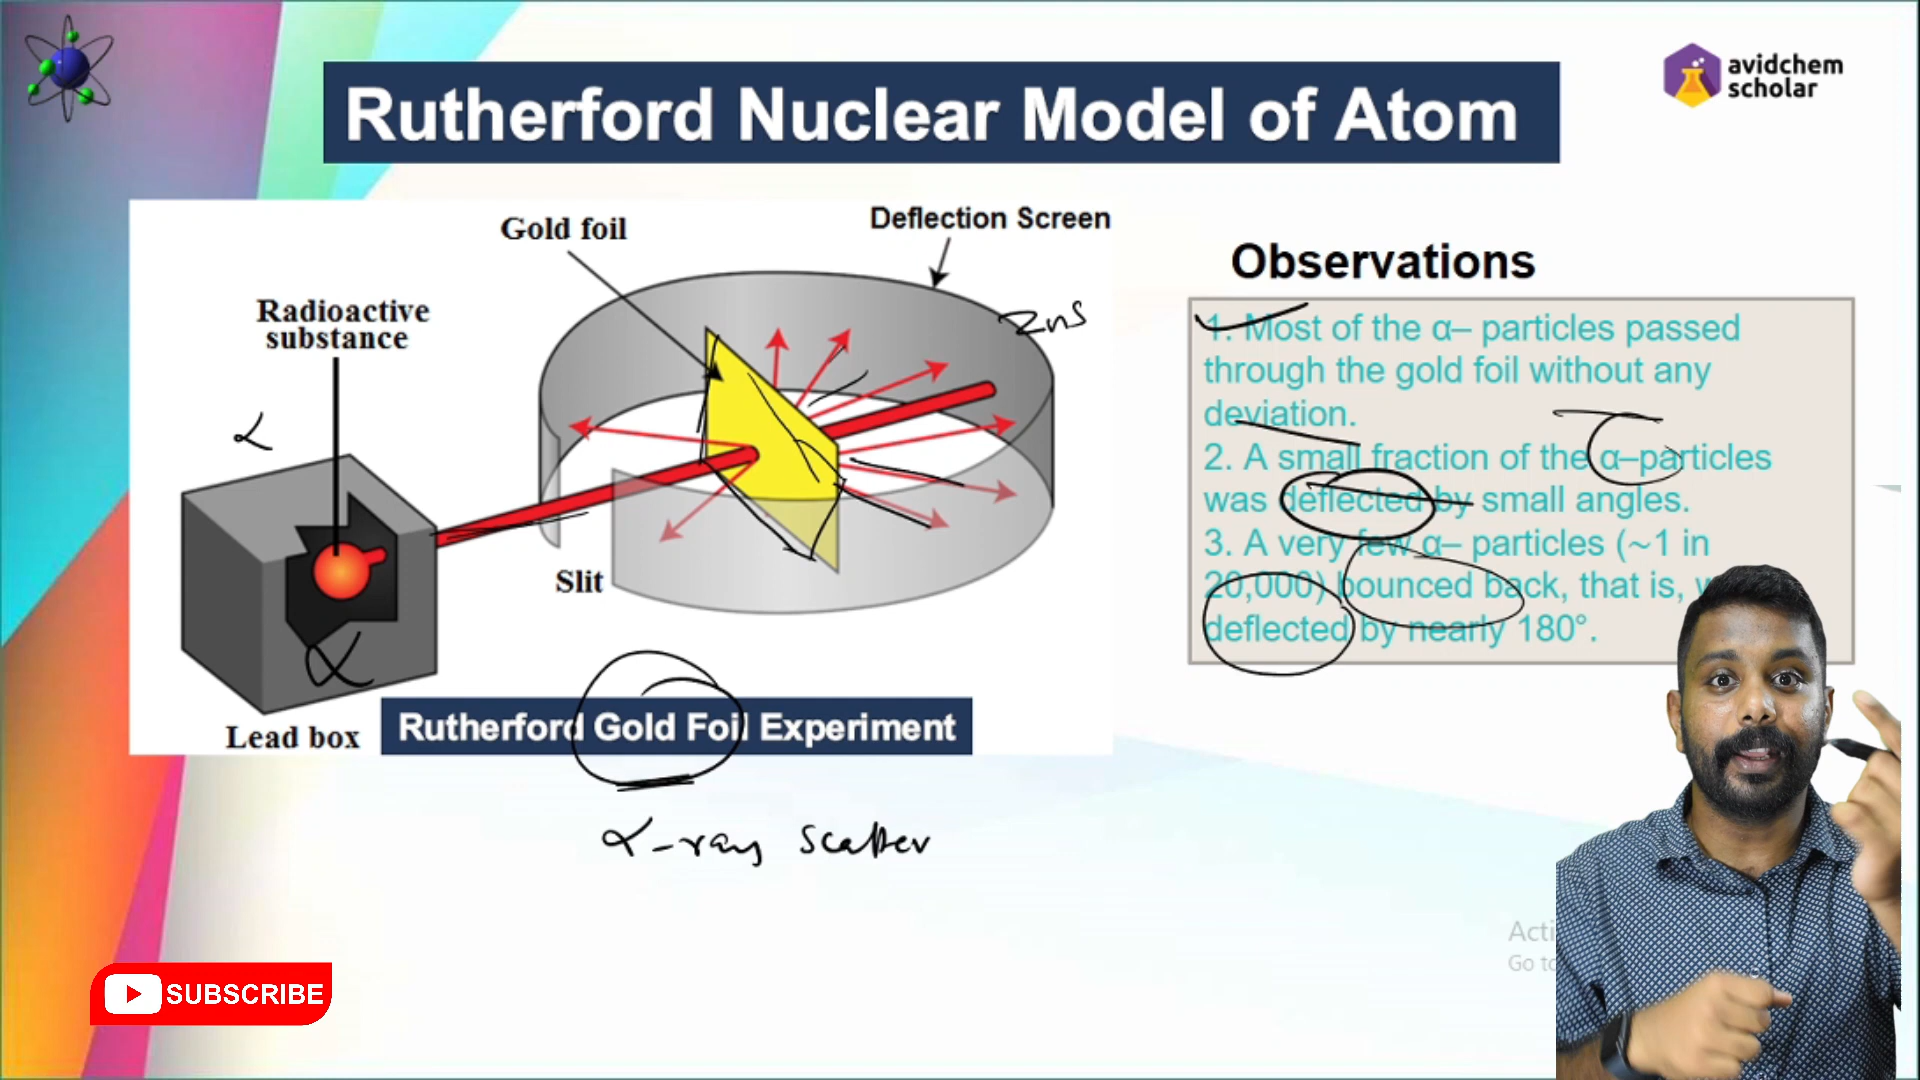 avidchem
scholar
Rutherford Nuclear Model of Atom
Gold foil
Deflection Screen
Radioactive
substance
ZnS
α
α
Slit
Lead box
Rutherford Gold Foil Experiment
α-ray scatter
Observations
1. Most of the α– particles passed
through the gold foil without any
deviation.
2. A small fraction of the α–particles
was deflected by small angles.
3. A very few α– particles (~1 in
20,000) bounced back, that is, w
deflected by nearly 180°.
Acti
Go to
SUBSCRIBE